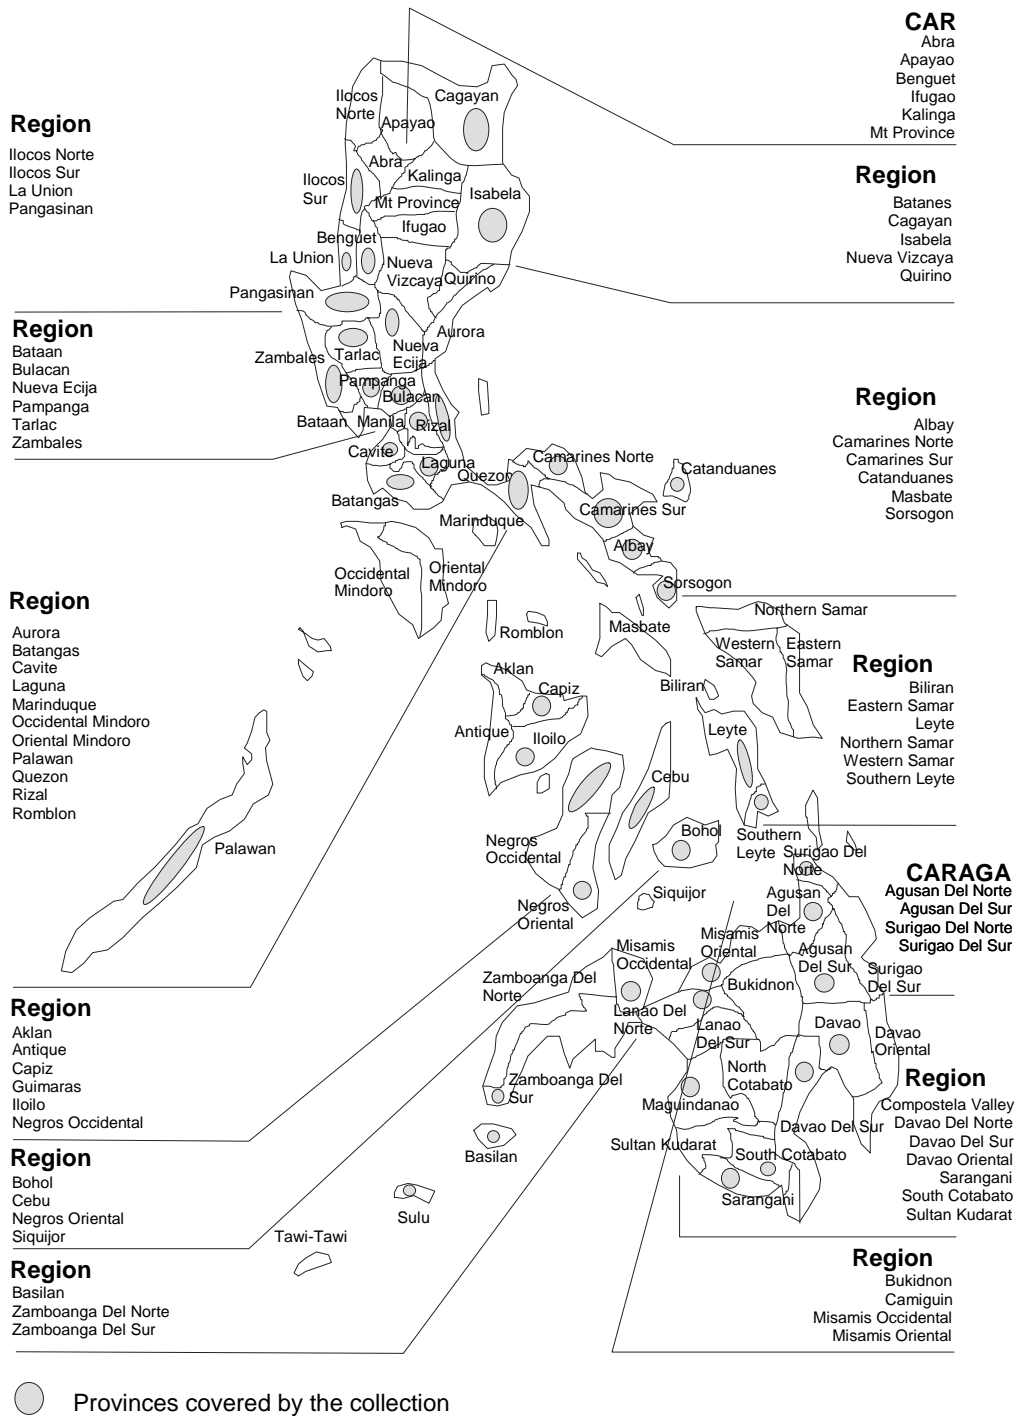 CAR
Abra
Apayao
Benguet
Ifugao
Kalinga
Mt Province
Region
Ilocos Norte
Ilocos Sur
La Union
Pangasinan
Region
Batanes
Cagayan
Isabela
Nueva Vizcaya
Quirino
Region
Bataan
Bulacan
Nueva Ecija
Pampanga
Tarlac
Zambales
Region
Albay
Camarines Norte
Camarines Sur
Catanduanes
Masbate
Sorsogon
Region
Aurora
Batangas
Cavite
Laguna
Marinduque
Occidental Mindoro
Oriental Mindoro
Palawan
Quezon
Rizal
Romblon
Region
Biliran
Eastern Samar
Leyte
Northern Samar
Western Samar
Southern Leyte
CARAGA
Agusan Del Norte
Agusan Del Sur
Surigao Del Norte
Surigao Del Sur
Region
Aklan
Antique
Capiz
Guimaras
Iloilo
Negros Occidental
Region
Compostela Valley
Davao Del Norte
Davao Del Sur
Davao Oriental
Sarangani
South Cotabato
Sultan Kudarat
Region
Bohol
Cebu
Negros Oriental
Siquijor
Region
Basilan
Zamboanga Del Norte
Zamboanga Del Sur
Region
Bukidnon
Camiguin
Misamis Occidental
Misamis Oriental
Ilocos
Norte
Cagayan
Apayao
Abra
Kalinga
Ilocos
Sur
Mt Province
Isabela
Ifugao
Benguet
La Union
Nueva
Vizcaya
Quirino
Pangasinan
Aurora
Zambales
Tarlac
Nueva
Ecija
Pampanga
Bulacan
Bataan
Manila
Rizal
Cavite
Laguna
Quezon
Batangas
Camarines Norte
Catanduanes
Marinduque
Camarines Sur
Albay
Occidental
Mindoro
Oriental
Mindoro
Sorsogon
Romblon
Masbate
Northern Samar
Western
Samar
Eastern
Samar
Aklan
Biliran
Capiz
Antique
Iloilo
Leyte
Cebu
Palawan
Negros
Occidental
Bohol
Southern
Leyte
Surigao Del
Norte
Siquijor
Negros
Oriental
Agusan
Del
Norte
Misamis
Occidental
Misamis
Oriental
Agusan
Del Sur
Surigao
Del Sur
Zamboanga Del
Norte
Bukidnon
Lanao Del
Norte
Lanao
Del Sur
Davao
Davao
Oriental
North
Cotabato
Zamboanga Del
Sur
Maguindanao
Davao Del Sur
Sultan Kudarat
South Cotabato
Basilan
Sarangani
Sulu
Tawi-Tawi
Provinces covered by the collection